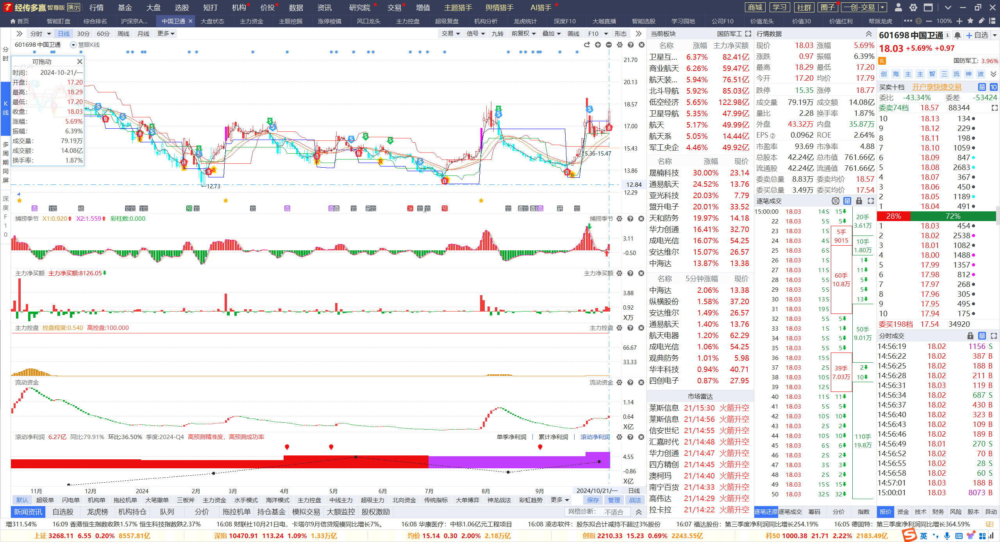 经传多赢 智尊版 演示 行情 基金 大盘 选股 短打 机构 价投 数据 资讯 研究院 交易 增值 主题猎手 舆情猎手 AI猎手 商城 学习 社群 圈子 一创-交易
首页 智能盯盘 综合排名 沪深京A... 中国卫通 大盘状态 主力资金 主题挖掘 涨停棱镜 风口龙头 主力控盘 超级复盘 机构分析 龙虎统计 深度F10 大咖直播 智能选股 学习园地 公司F10 价值龙头 价值30 价值红利 帮派龙虎 100%
分时 日线 30分 60分 周线 月线 更多 交易 信号 九转 前复权 叠加 画线 F10 形态
601698 中国卫通 慧眼K线
分时
K线
多周期同屏
深度F10
可拖动
时间: 2024-10-21/一
开盘: 17.20
最高: 18.29
最低: 17.20
收盘: 18.03
涨幅: 5.69%
振幅: 6.39%
成交量: 79.19万
成交额: 14.08亿
换手率: 1.87%
21.70
20.13
18.57
17.00
15.43
13.86
12.84
12.29
15.36-15.47
←12.73
捕捞季节 X1:0.920 X2:1.559 彩柱数:0.000 捕捞季节
3.11
-0.50
主力净买额 主力净买额:8126.05 主力净买额
3.88
0.92
X万
主力控盘 控盘程度:0.540 高控盘:100.000 主力控盘
66.67
33.33
流动资金 流动资金
1.14
0.64
X亿
滚动净利润 6.27亿 同比:79.91% 环比:36.50% 季度:2024-Q4 高预测精准度，高预测成功率 单季净利润 累计净利润 滚动净利润
4.55
-0.86
X亿
11月 12月 2024 2月 3月 4月 5月 6月 7月 8月 9月 2024/10/21/一 日线
默认 超级单 闪电单 机构单 拖拉机单 大笔撤单 三板斧 主力资金 水手模式 海洋模式 主力控盘 中线主力 超级主力 北向资金 传统指标 大单博弈 神龙战法 彩虹趋势 更多 保存 管理 战法
新闻资讯 自选股 龙虎榜 机构持仓 队列 分价 拖拉机单 持仓基金 模拟交易 大额监控 股权激励 网格诊断: 不适合
当前板块 国防军工
名称 涨幅 主力净买额
卫星互... 6.37% 82.41亿
商业航天 6.26% 59.47亿
航天装... 5.94% 76.51亿
北斗导航 5.92% 85.03亿
低空经济 5.65% 122.98亿
卫星导航 5.35% 47.99亿
航天 5.17% 49.99亿
航天系 5.05% 14.44亿
军工央企 4.46% 49.92亿
名称 涨幅 现价
晟楠科技 30.00% 23.14
通易航天 24.52% 13.76
亚光科技 20.03% 7.79
盟升电子 20.01% 33.52
天和防务 19.97% 14.18
华力创通 16.41% 32.70
成电光信 16.07% 54.25
安达维尔 15.07% 26.57
中海达 13.87% 13.38
名称 5分钟涨幅 现价
中海达 2.06% 13.38
纵横股份 1.58% 37.20
安达维尔 1.49% 26.57
通易航天 1.40% 13.76
航天电器 1.20% 62.29
成电光信 1.06% 54.25
观典防务 1.01% 5.98
华丰科技 0.94% 40.71
四创电子 0.87% 27.95
市场雷达
莱斯信息 21/15:30 火箭升空
莱斯信息 21/14:56 火箭升空
信安世纪 21/14:55 火箭升空
汇嘉时代 21/14:48 火箭升空
华力创通 21/14:47 火箭升空
四方精创 21/14:45 火箭升空
澳柯玛 21/14:40 火箭升空
南宁百货 21/14:33 火箭升空
高伟达 21/14:29 火箭升空
拉卡拉 21/14:22 火箭升空
行情数据
现价 18.03 涨幅 5.69%
涨跌 0.97 振幅 6.39%
最高 18.29 最低 17.20
今开 17.20 均价 17.79
跌停 15.35 涨停 18.77
成交量 79.19万 成交额 14.08亿
量比 2.28 换手率 1.87%
外盘 43.32万 内盘 35.87万
EPS② 0.0962 ROE 2.64%
市盈率 93.69 市净率 4.88
总股本 42.24亿 总市值 761.66亿
流通股 42.24亿 流通值 761.66亿
委卖总量 8.83万 委卖均价 18.57
委买总量 3.49万 委买均价 17.54
逐笔成交 单 量
15:00:00 18.03 14 S 15
22 18.03 5 S 5
23 18.03 1 S
24 18.03 4 S
25 18.03 6 S
26 18.03 1 S 1
27 18.03 11 S 11
28 18.03 5 S 5
29 18.03 5 S 5
30 18.03 13 S 13
31 18.03 19 S
32 18.03 5 S 5
33 18.03 1 S 1
34 18.03 5 S 5
35 18.03 5 S 5
36 18.03 15 S
37 18.03 2 S 2
38 18.03 10 S 10
39 18.03 12 S
40 18.03 11 S 11
41 18.03 5 S 5
42 18.03 10 S 10
43 18.03 2 S 2
44 18.03 10 S 10
45 18.03 6 S 6
46 18.03 2 S 2
47 18.03 3 S 3
48 18.03 2 S 2
49 18.03 15 S 15
50 18.03 32 S 32
5手
9015
60手
10.8万
39手
7.03万
20手
3.61万
10手
1.80万
50手
9.01万
110手
19.8万
逐笔还原 逐笔成交 筹码 分价 指数
601698 中国卫通 自选
18.03 +5.69% +0.97
R 国防军工: 3.96%
创 海 主 主 智 三 流 神 波
买卖十档 开户享快捷交易 量 10
委比 -43.34% 委差 -53424
委卖74档 18.57 88344
10 18.13 134
9 18.12 229
8 18.11 198
7 18.10 1059
6 18.09 847
5 18.08 2683
4 18.07 367
3 18.06 450
2 18.05 1189
1 18.04 491
28% 72%
1 18.03 454
2 18.02 2538
3 18.01 1082
4 18.00 1488
5 17.99 1357
6 17.98 812
7 17.97 268
8 17.96 305
9 17.95 495
10 17.94 175
委买198档 17.54 34920
分时成交 量
14:56:19 18.02 1156 S
14:56:22 18.02 387 B
14:56:25 18.02 188 B
14:56:28 18.02 211 B
14:56:31 18.03 119 B
14:56:34 18.02 687 S
14:56:37 18.02 430 B
14:56:40 18.02 323 B
14:56:43 18.02 109 B
14:56:46 18.02 189 B
14:56:49 18.01 270 S
14:56:52 18.02 70 B
14:56:55 18.02 28 S
14:56:58 18.02 60 S
14:57:01 18.03 188 B
15:00:01 18.03 8073 B
报价 资金 技术 财务 风险 股本 异动
增311.54% 16:09 香港恒生指数收跌1.57% 恒生科技指数跌2.37% 16:08 财联社10月21日电，卡塔尔9月信贷规模同比增长7%。 16:08 华康医疗：中标1.06亿元工程项目 16:08 凌志软件：股东拟合计减持不超过3%股份 16:07 福达股份：第三季度净利润同比增长254.19% 16:05 德固特：第三季度净利润同比增长364.59%
上证 3268.11 6.55 0.20% 8557.81亿 深指 10470.91 113.24 1.09% 1.33万亿 均价 15.14 0.30 2.00% 2.18万亿 创指 2210.33 15.23 0.69% 2243.55亿 科50 1000.38 21.71 2.22% 2183.49亿 英